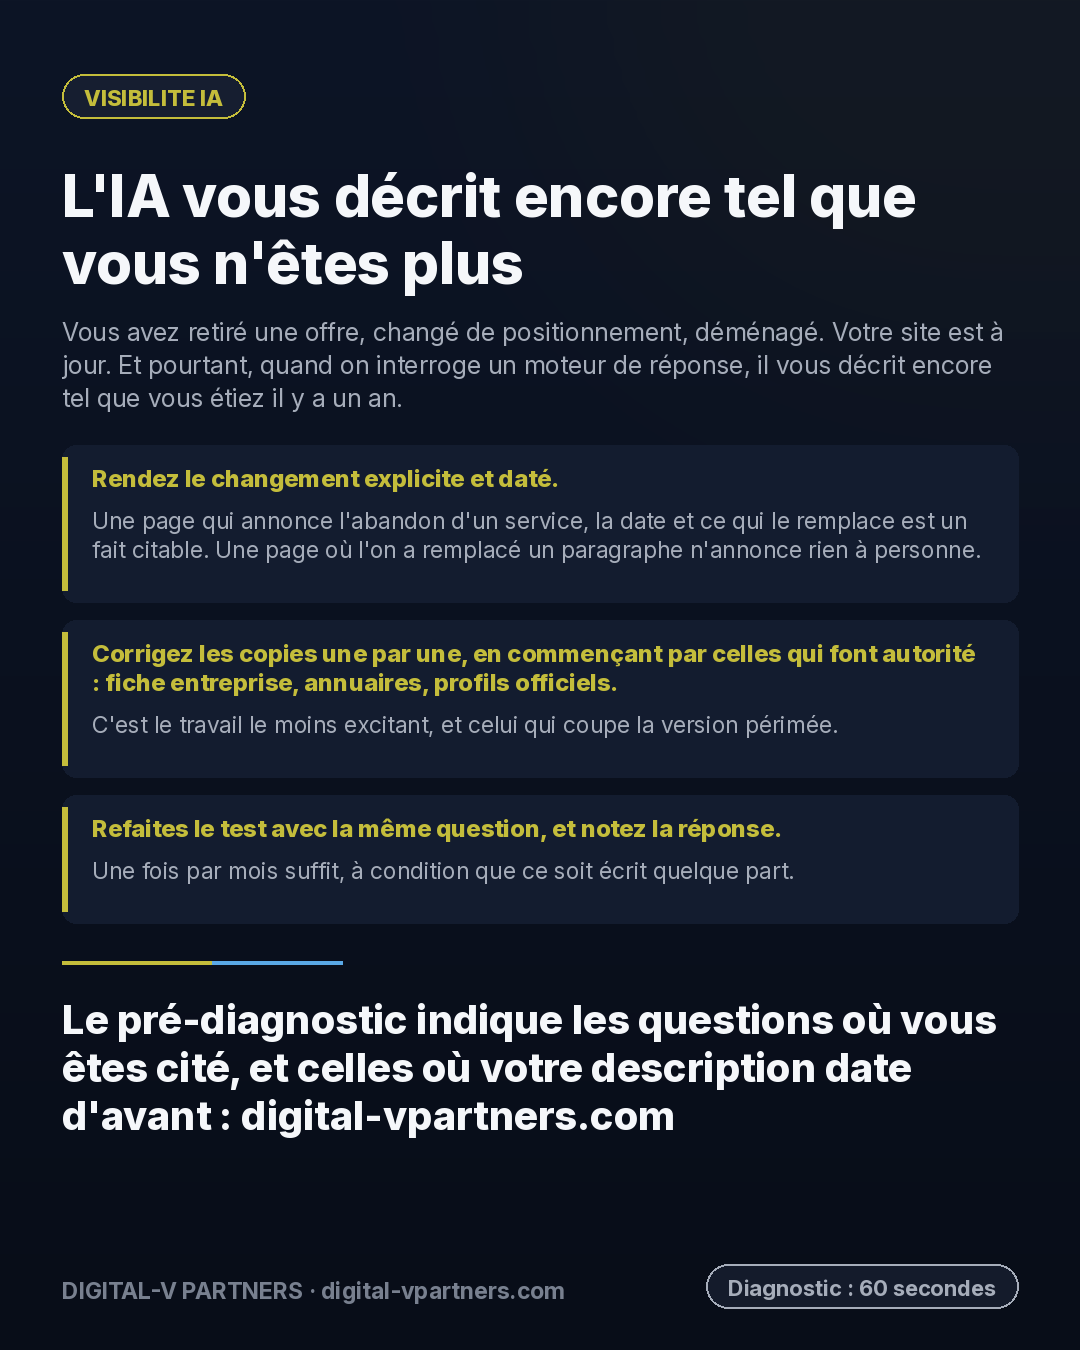 VISIBILITE IA
L'IA vous décrit encore tel que
vous n'êtes plus
Vous avez retiré une offre, changé de positionnement, déménagé. Votre site est à
jour. Et pourtant, quand on interroge un moteur de réponse, il vous décrit encore
tel que vous étiez il y a un an.
Rendez le changement explicite et daté.
Une page qui annonce l'abandon d'un service, la date et ce qui le remplace est un
fait citable. Une page où l'on a remplacé un paragraphe n'annonce rien à personne.
Corrigez les copies une par une, en commençant par celles qui font autorité
: fiche entreprise, annuaires, profils officiels.
C'est le travail le moins excitant, et celui qui coupe la version périmée.
Refaites le test avec la même question, et notez la réponse.
Une fois par mois suffit, à condition que ce soit écrit quelque part.
Le pré-diagnostic indique les questions où vous
êtes cité, et celles où votre description date
d'avant : digital-vpartners.com
DIGITAL-V PARTNERS · digital-vpartners.com
Diagnostic : 60 secondes